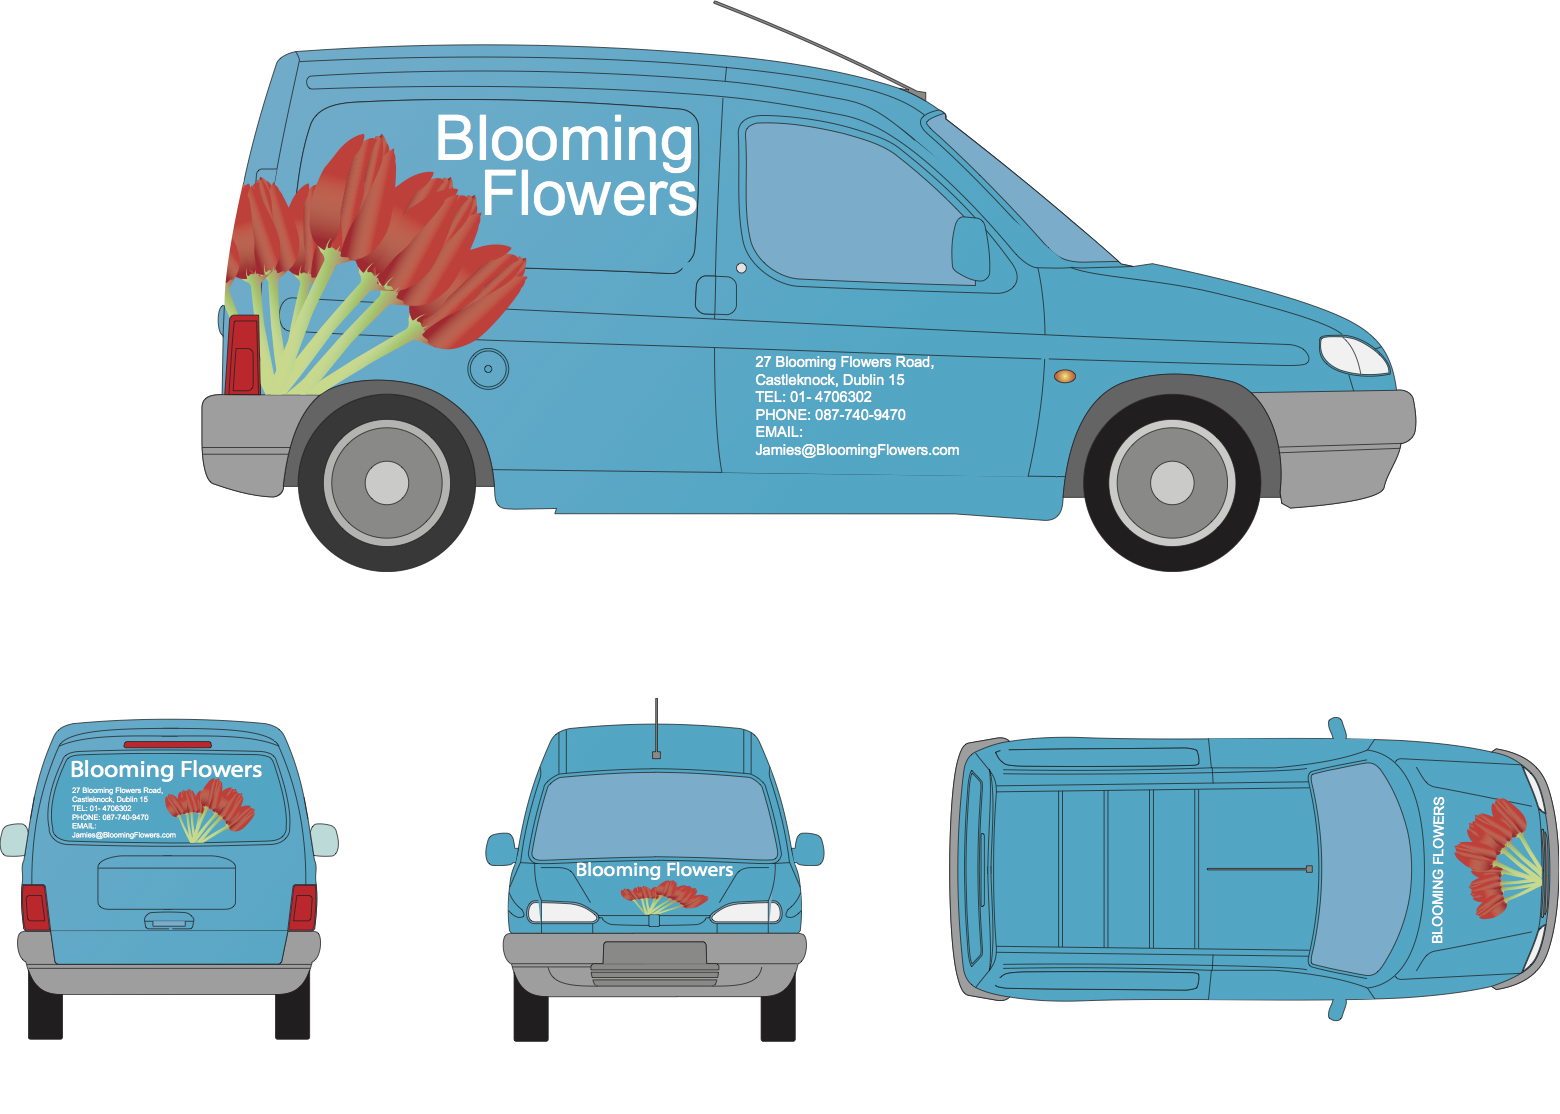 Blooming
Flowers
27 Blooming Flowers Road,
Castleknock, Dublin 15
TEL: 01- 4706302
PHONE: 087-740-9470
EMAIL:
Jamies@BloomingFlowers.com
Blooming Flowers
27 Blooming Flowers Road,
Castleknock, Dublin 15
TEL: 01- 4706302
PHONE: 087-740-9470
EMAIL:
Jamies@BloomingFlowers.com
Blooming Flowers
BLOOMING FLOWERS